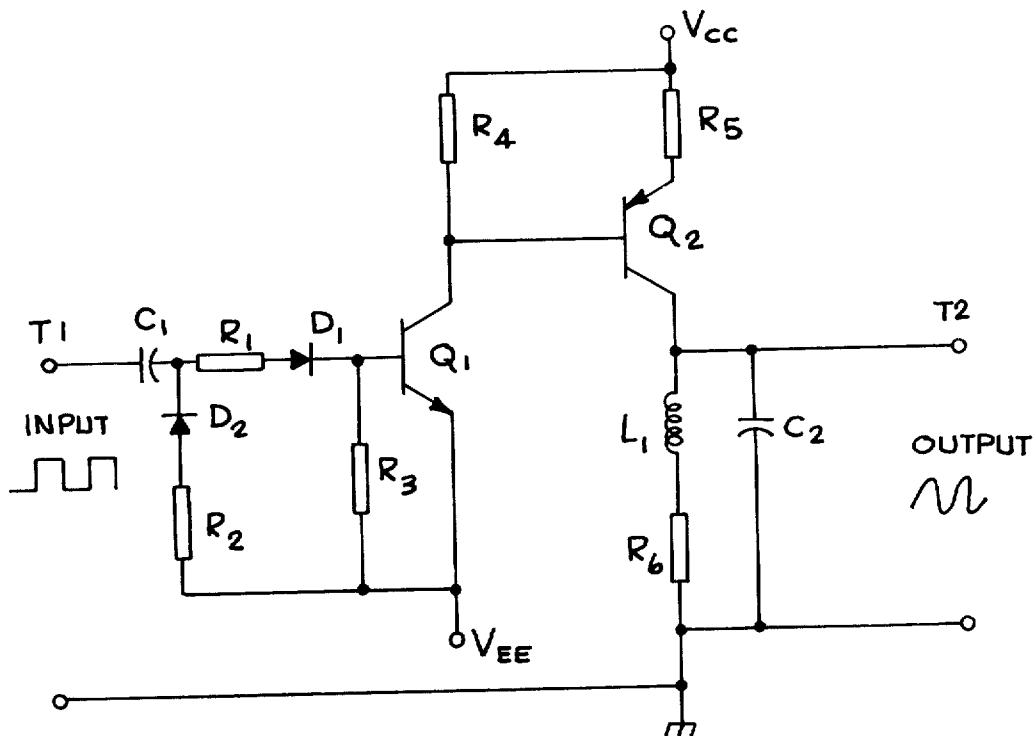 VCC
R4
R5
Q2
T1
C1
R1
D1
Q1
T2
INPUT
D2
R3
L1
C2
OUTPUT
R2
R6
VEE